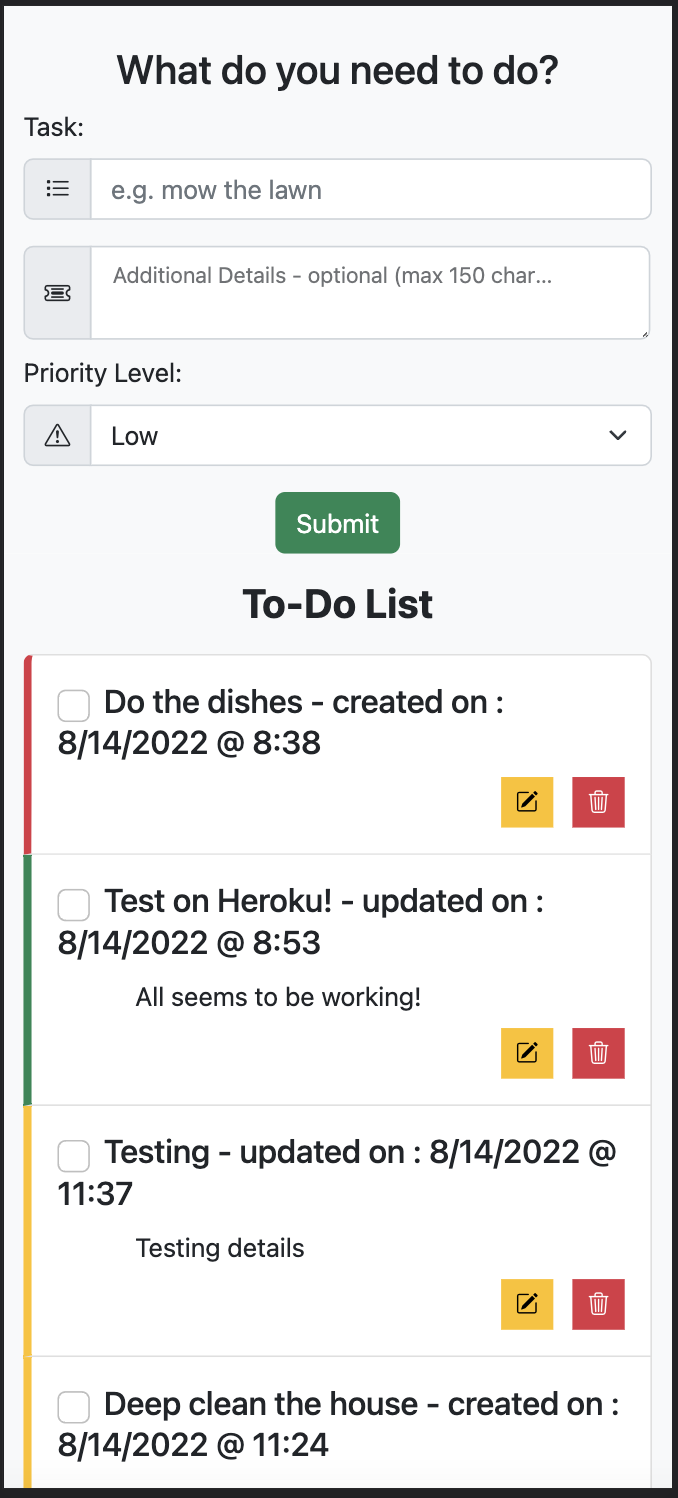 What do you need to do?
Task:
e.g. mow the lawn
Additional Details - optional (max 150 char...
Priority Level:
Low
Submit
To-Do List
Do the dishes - created on :
8/14/2022 @ 8:38
Test on Heroku! - updated on :
8/14/2022 @ 8:53
All seems to be working!
Testing - updated on : 8/14/2022 @
11:37
Testing details
Deep clean the house - created on :
8/14/2022 @ 11:24